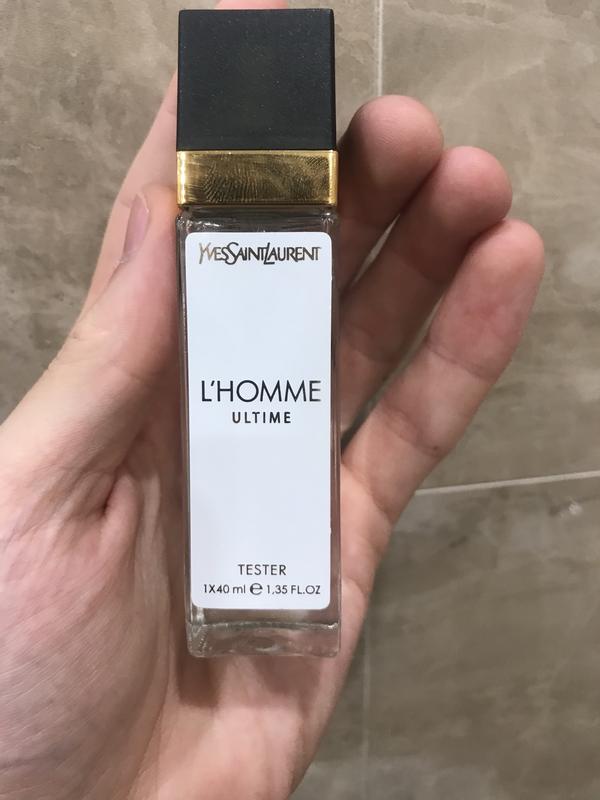 YVESSAINTLAURENT
L'HOMME
ULTIME
TESTER
1X40 ml ℮ 1,35 FL.OZ